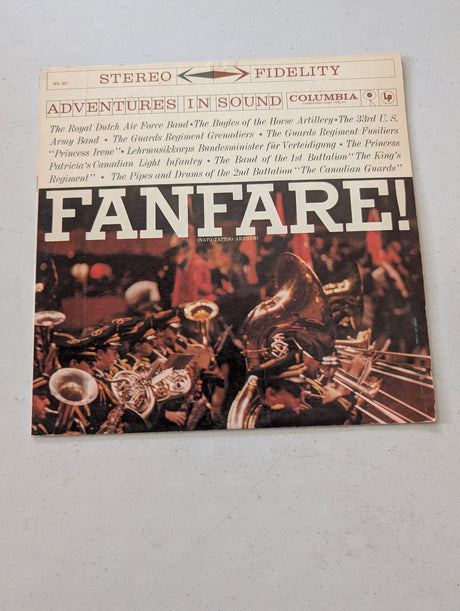 STEREO FIDELITY
ADVENTURES IN SOUND COLUMBIA LP
The Royal Dutch Air Force Band • The Bugles of the Horse Artillery • The 33rd U. S.
Army Band • The Guards Regiment Grenadiers • The Guards Regiment Fusiliers
"Princess Irene" • Lehrmusikkorps Bundesminister für Verteidigung • The Princess
Patricia's Canadian Light Infantry • The Band of the 1st Battalion "The King's
Regiment" • The Pipes and Drums of the 2nd Battalion "The Canadian Guards"
FANFARE!
(NATO TATTOO ARNHEM)